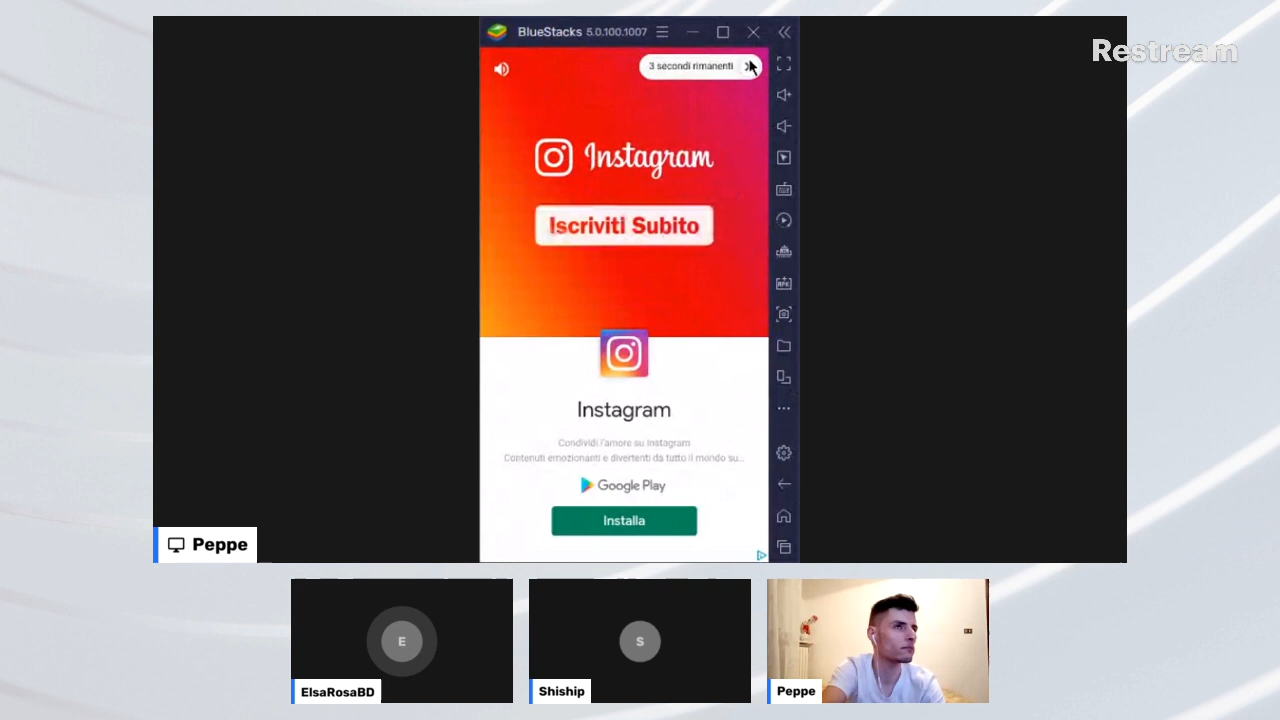 BlueStacks 5.0.100.1007
Restream
3 secondi rimanenti
Instagram
Iscriviti Subito
Instagram
Condividi l'amore su Instagram
Contenuti emozionanti e divertenti da tutto il mondo su...
Google Play
Installa
Peppe
E
S
ElsaRosaBD
Shiship
Peppe